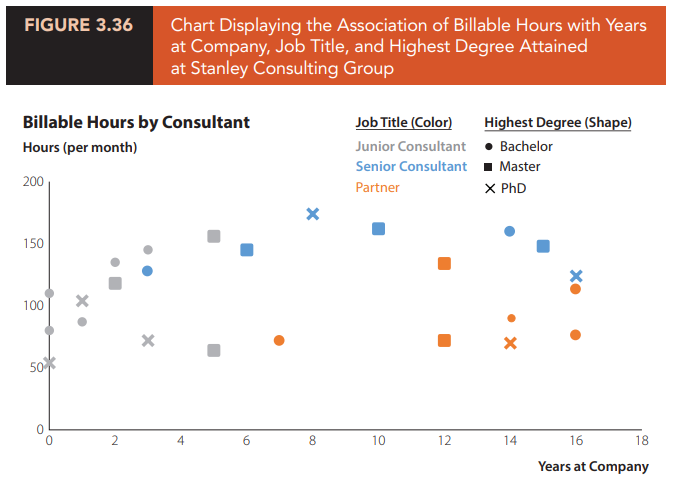 FIGURE 3.36
Chart Displaying the Association of Billable Hours with Years
at Company, Job Title, and Highest Degree Attained
at Stanley Consulting Group
Billable Hours by Consultant
Hours (per month)
Job Title (Color)
Junior Consultant
Senior Consultant
Partner
Highest Degree (Shape)
Bachelor
Master
PhD
200
150
100
50
0
0 2 4 6 8 10 12 14 16 18
Years at Company